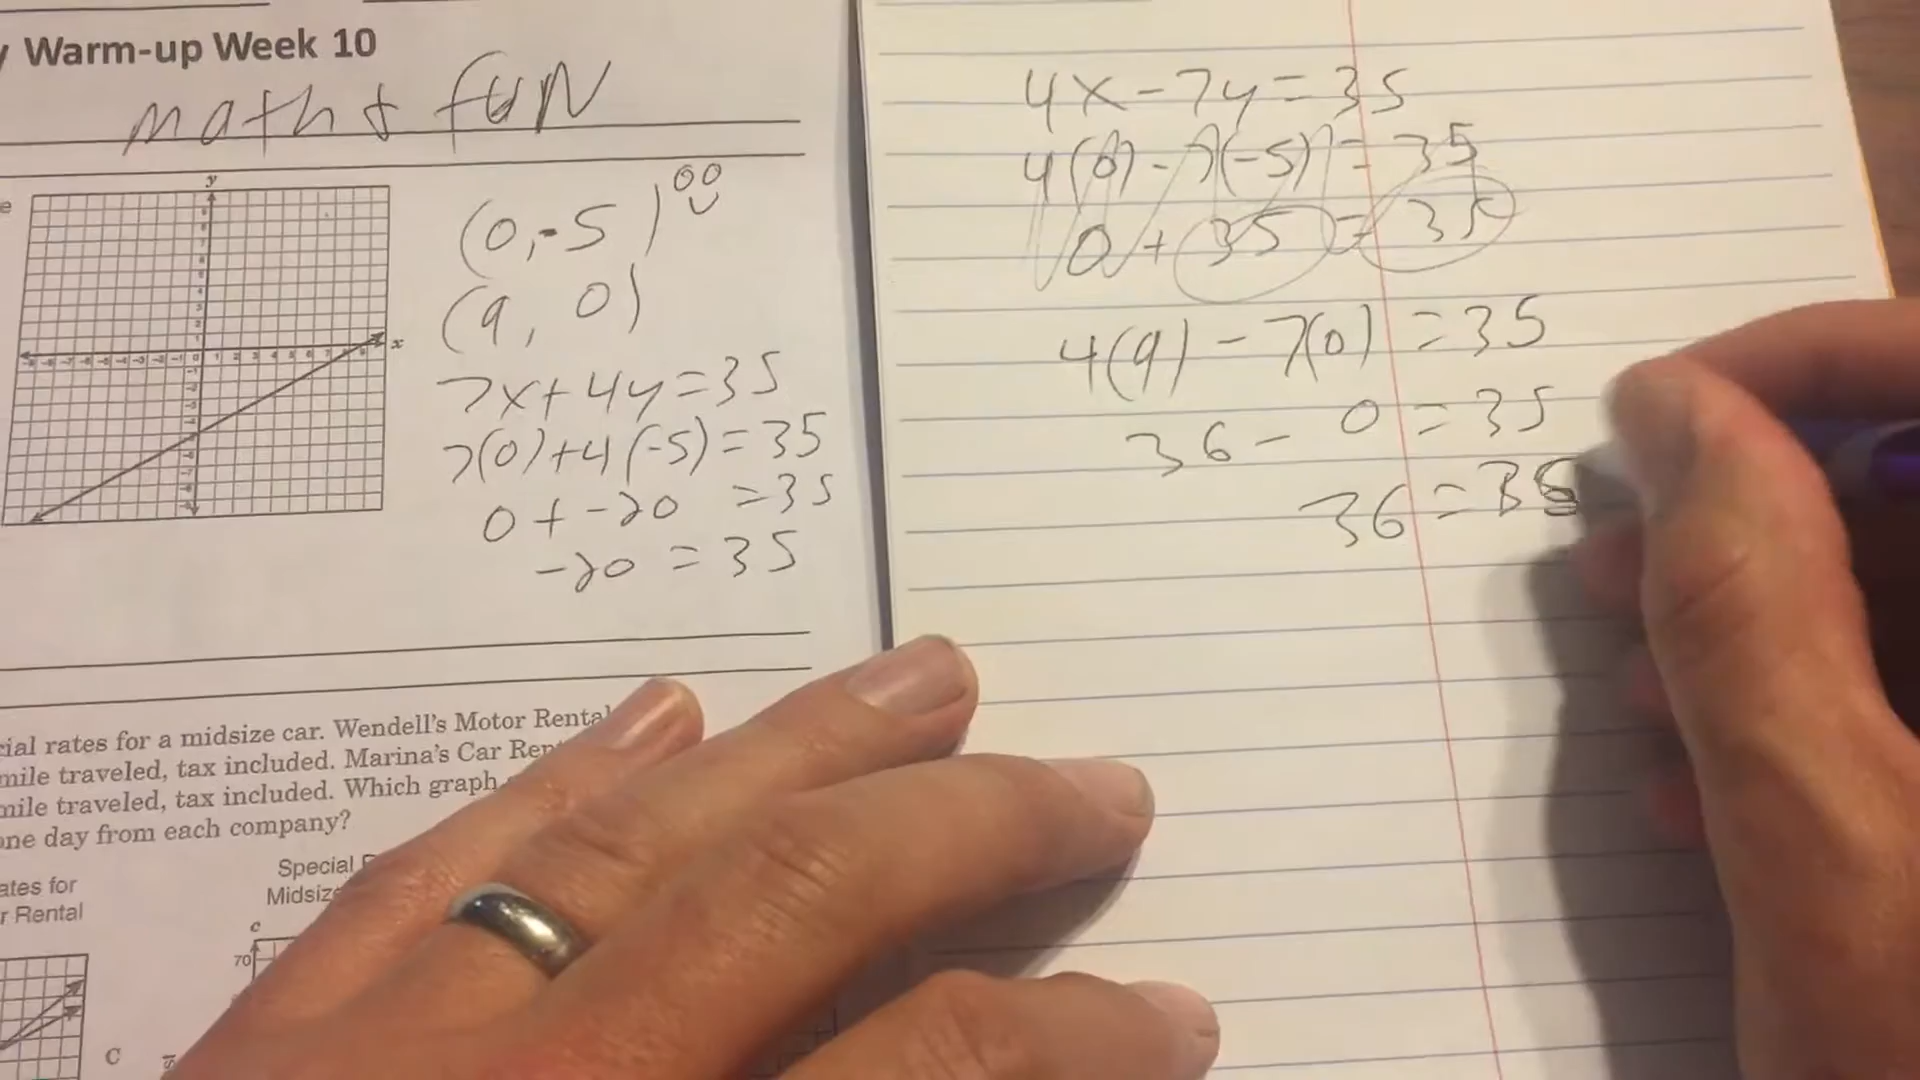 Warm-up Week 10
math & fun
y
x
(0,-5)
(9, 0)
7x+4y=35
7(0)+4(-5)=35
0+-20 =35
-20 = 35
4x-7y=35
4(0)-7(-5)=35
0+35=35
4(9)-7(0)=35
36-0=35
36=35
cial rates for a midsize car. Wendell's Motor Rental
mile traveled, tax included. Marina's Car Ren
mile traveled, tax included. Which graph
one day from each company?
ates for
r Rental
Special
Midsize
c
70
C